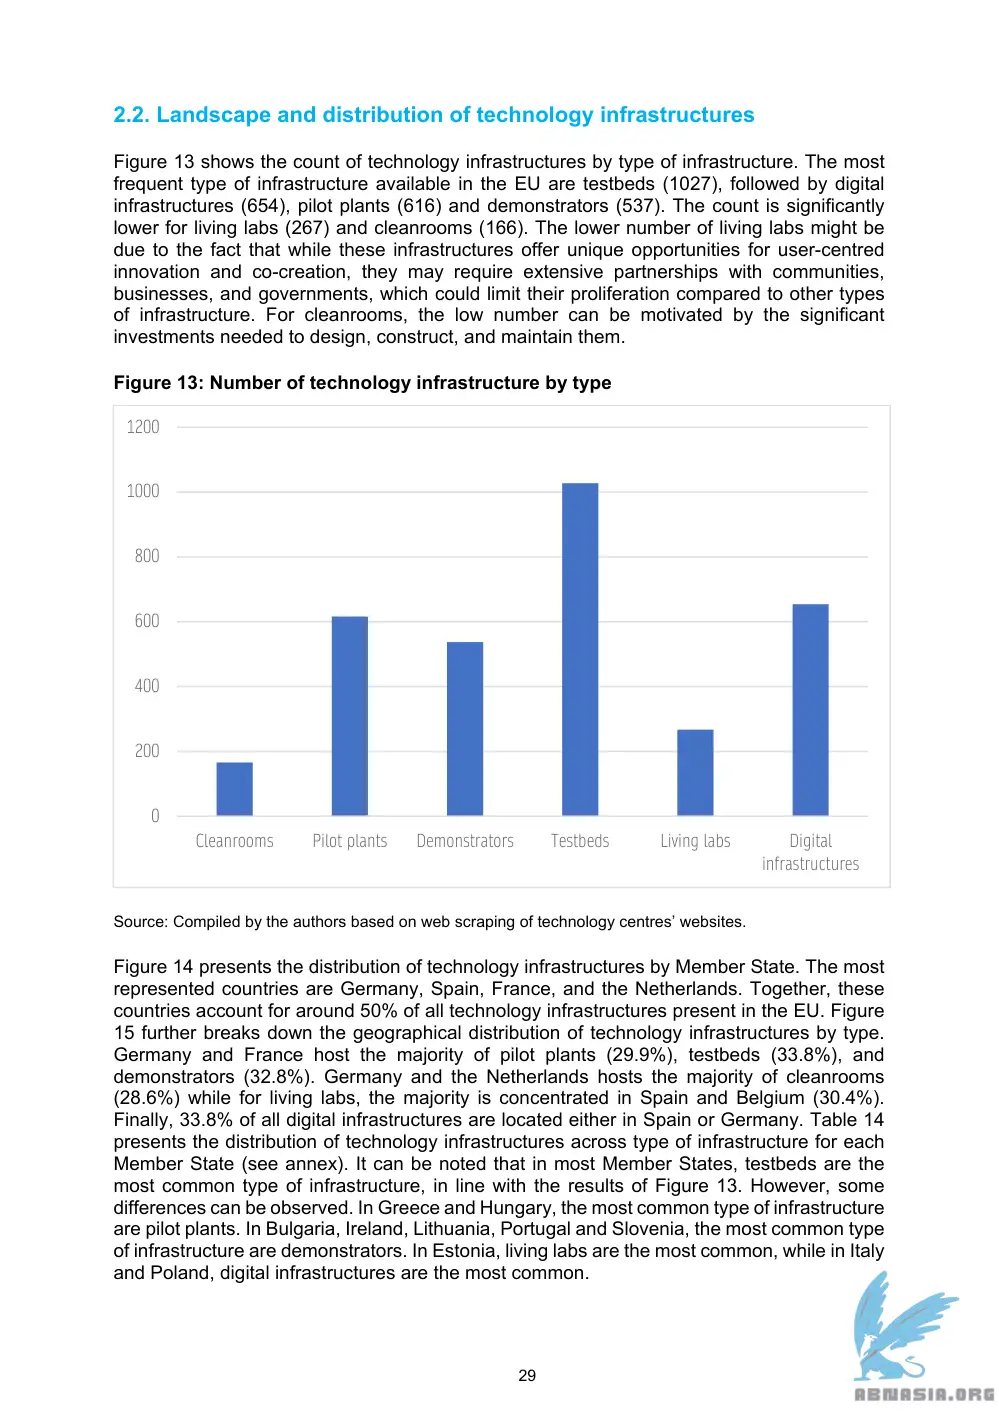 2.2. Landscape and distribution of technology infrastructures
Figure 13 shows the count of technology infrastructures by type of infrastructure. The most
frequent type of infrastructure available in the EU are testbeds (1027), followed by digital
infrastructures (654), pilot plants (616) and demonstrators (537). The count is significantly
lower for living labs (267) and cleanrooms (166). The lower number of living labs might be
due to the fact that while these infrastructures offer unique opportunities for user-centred
innovation and co-creation, they may require extensive partnerships with communities,
businesses, and governments, which could limit their proliferation compared to other types
of infrastructure. For cleanrooms, the low number can be motivated by the significant
investments needed to design, construct, and maintain them.
Figure 13: Number of technology infrastructure by type
1200
1000
800
600
400
200
0
Cleanrooms Pilot plants Demonstrators Testbeds Living labs Digital
infrastructures
Source: Compiled by the authors based on web scraping of technology centres’ websites.
Figure 14 presents the distribution of technology infrastructures by Member State. The most
represented countries are Germany, Spain, France, and the Netherlands. Together, these
countries account for around 50% of all technology infrastructures present in the EU. Figure
15 further breaks down the geographical distribution of technology infrastructures by type.
Germany and France host the majority of pilot plants (29.9%), testbeds (33.8%), and
demonstrators (32.8%). Germany and the Netherlands hosts the majority of cleanrooms
(28.6%) while for living labs, the majority is concentrated in Spain and Belgium (30.4%).
Finally, 33.8% of all digital infrastructures are located either in Spain or Germany. Table 14
presents the distribution of technology infrastructures across type of infrastructure for each
Member State (see annex). It can be noted that in most Member States, testbeds are the
most common type of infrastructure, in line with the results of Figure 13. However, some
differences can be observed. In Greece and Hungary, the most common type of infrastructure
are pilot plants. In Bulgaria, Ireland, Lithuania, Portugal and Slovenia, the most common type
of infrastructure are demonstrators. In Estonia, living labs are the most common, while in Italy
and Poland, digital infrastructures are the most common.
29
ABNASIA.ORG